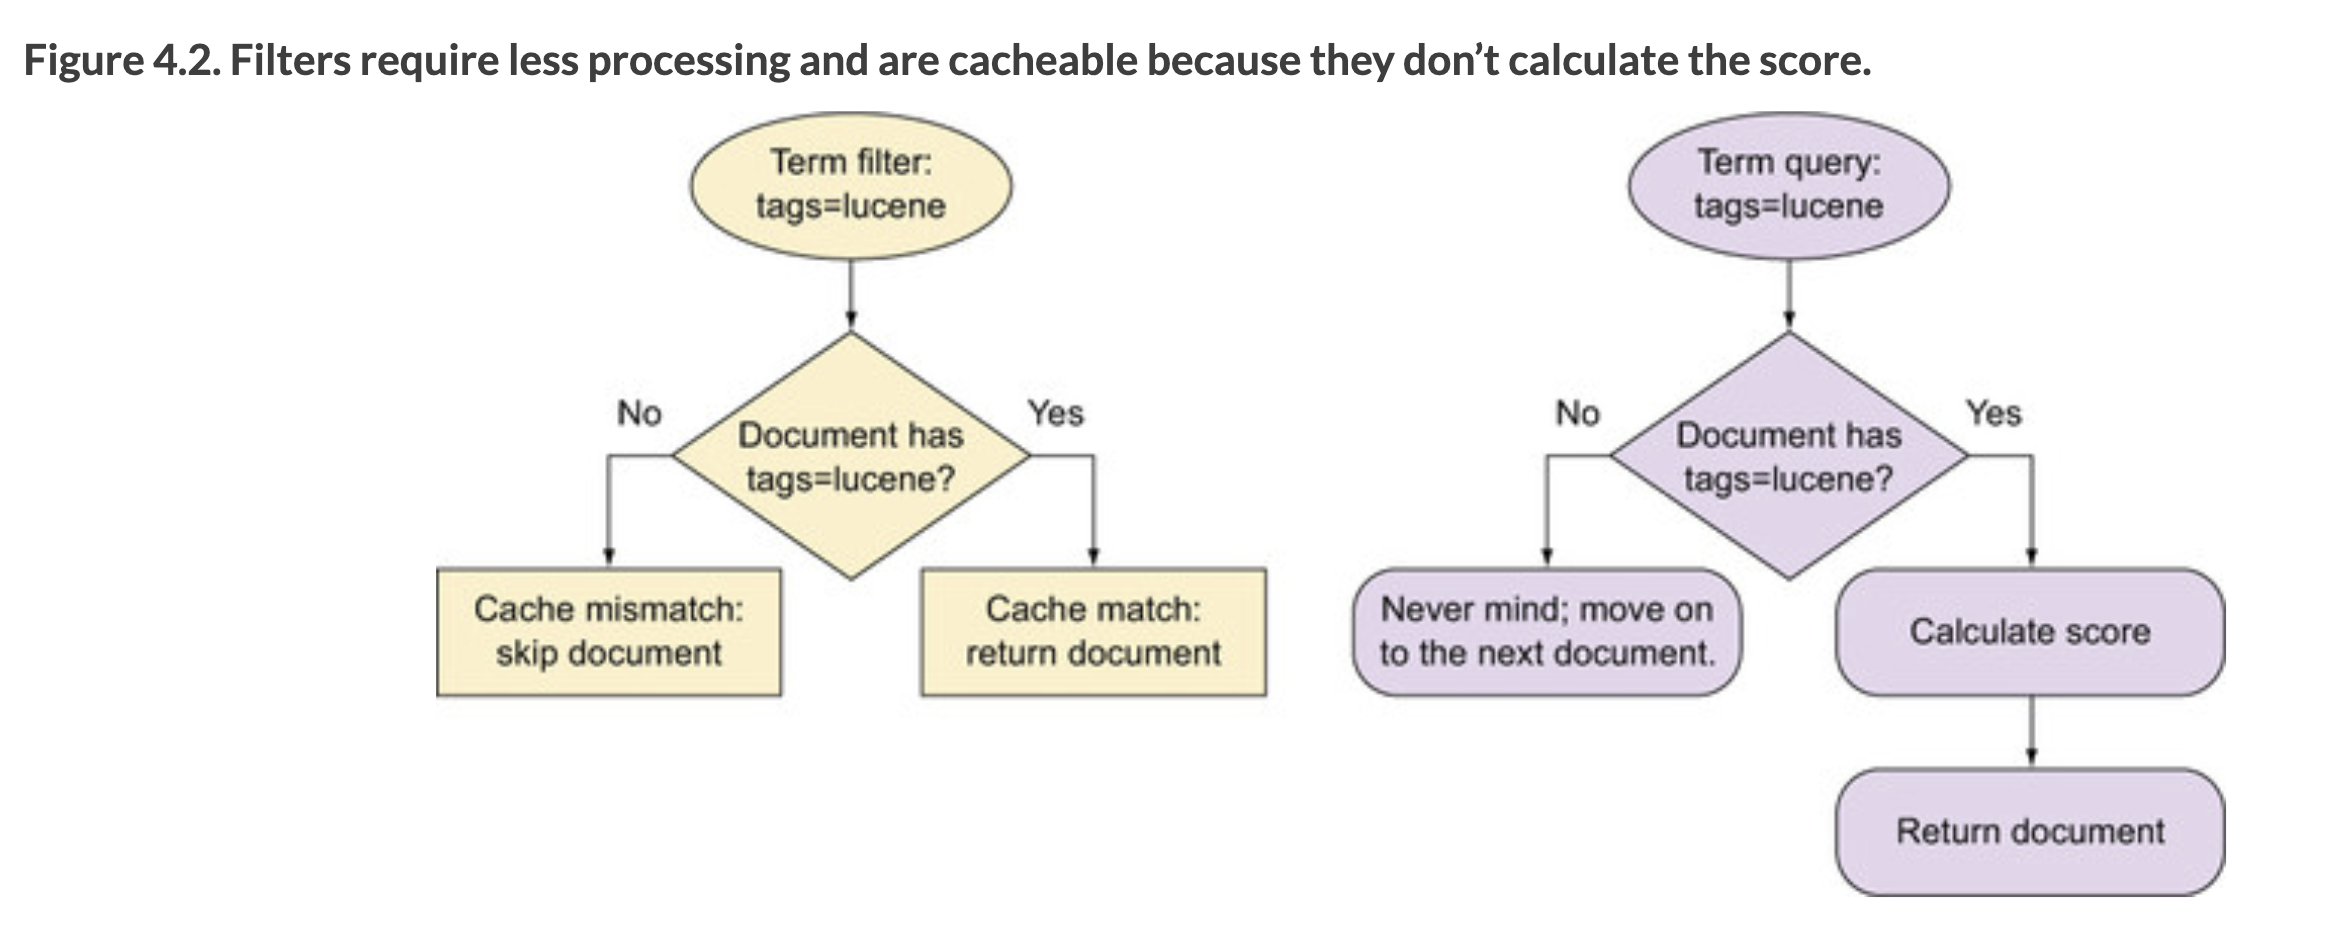 Figure 4.2. Filters require less processing and are cacheable because they don’t calculate the score.
Term filter:
tags=lucene
No
Yes
Document has
tags=lucene?
Cache mismatch:
skip document
Cache match:
return document
Term query:
tags=lucene
No
Yes
Document has
tags=lucene?
Never mind; move on
to the next document.
Calculate score
Return document